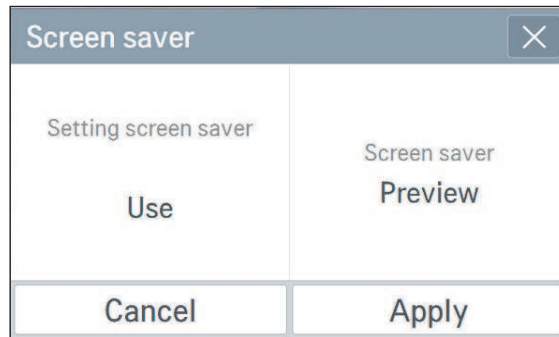 Screen saver
Setting screen saver
Use
Screen saver
Preview
Cancel
Apply